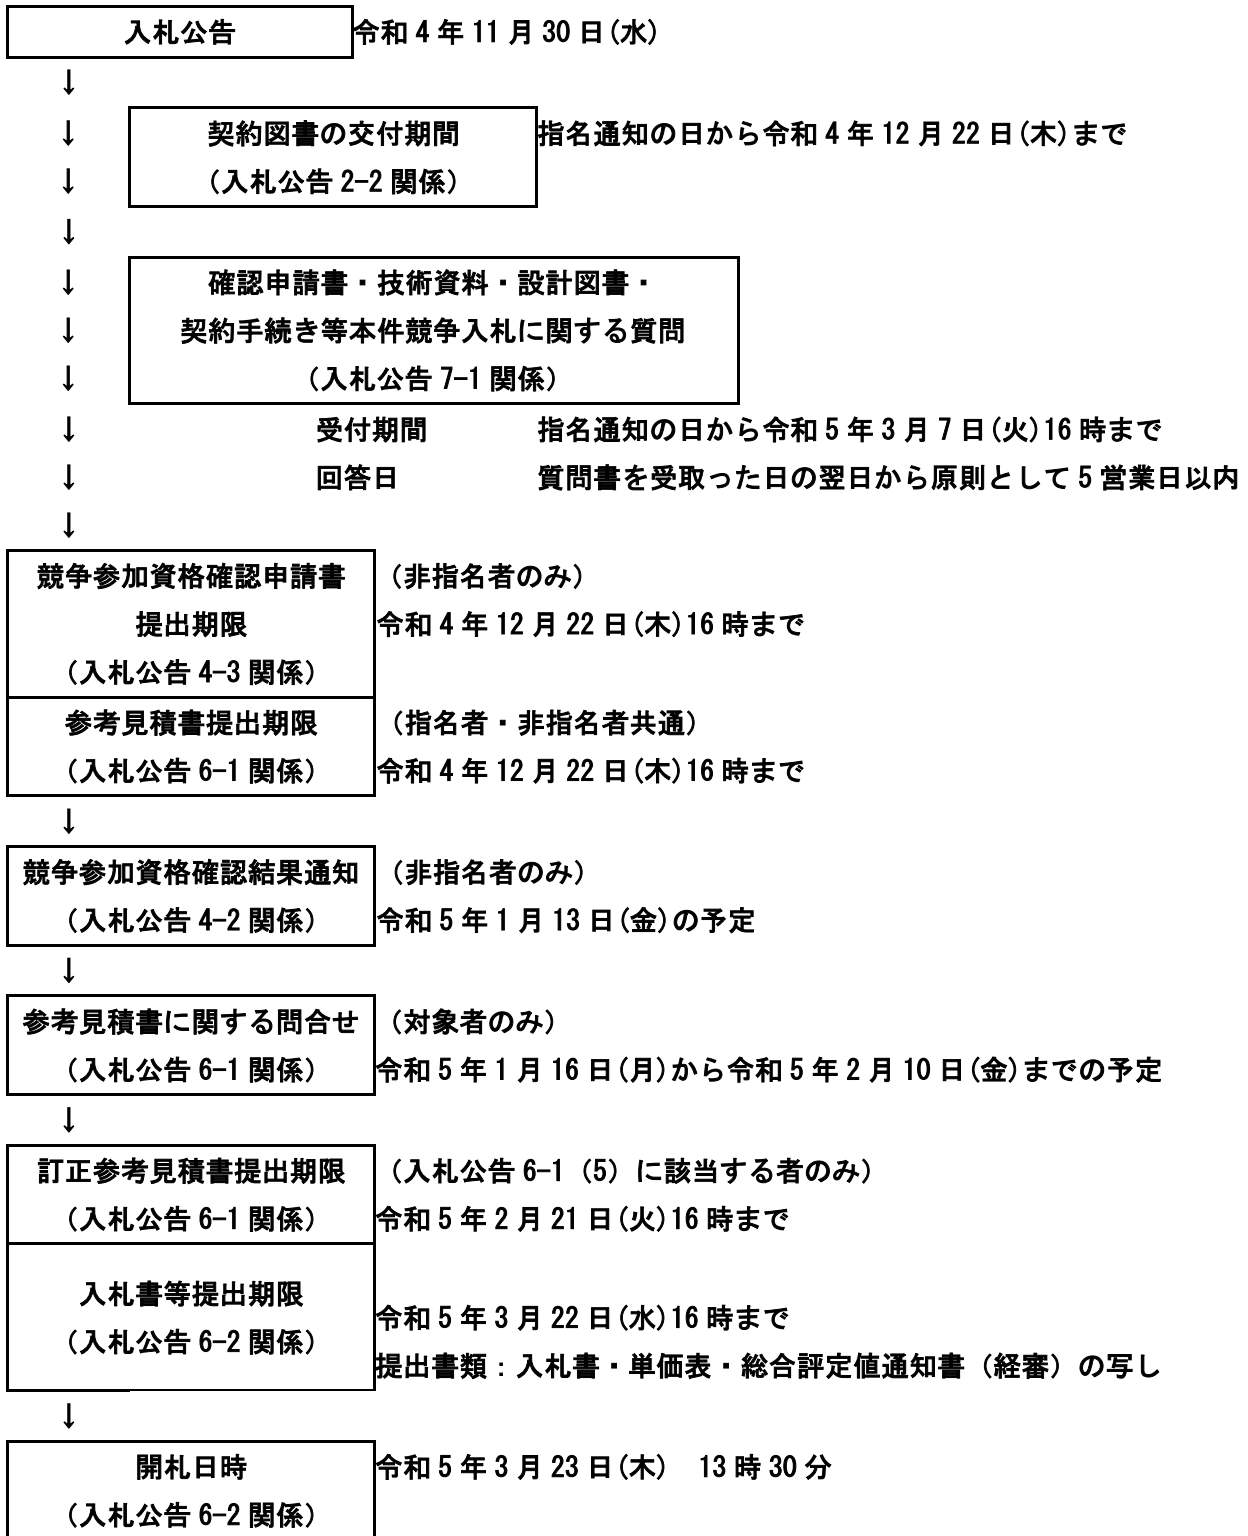 入札公告 令和4年11月30日(水)
↓
↓ 契約図書の交付期間 指名通知の日から令和4年12月22日(木)まで
↓ （入札公告2-2関係）
↓
↓ 確認申請書・技術資料・設計図書・
↓ 契約手続き等本件競争入札に関する質問
↓ （入札公告7-1関係）
↓ 受付期間 指名通知の日から令和5年3月7日(火)16時まで
↓ 回答日 質問書を受取った日の翌日から原則として5営業日以内
↓
競争参加資格確認申請書 （非指名者のみ）
提出期限 令和4年12月22日(木)16時まで
（入札公告4-3関係）
参考見積書提出期限 （指名者・非指名者共通）
（入札公告6-1関係） 令和4年12月22日(木)16時まで
↓
競争参加資格確認結果通知 （非指名者のみ）
（入札公告4-2関係） 令和5年1月13日(金)の予定
↓
参考見積書に関する問合せ （対象者のみ）
（入札公告6-1関係） 令和5年1月16日(月)から令和5年2月10日(金)までの予定
↓
訂正参考見積書提出期限 （入札公告6-1（5）に該当する者のみ）
（入札公告6-1関係） 令和5年2月21日(火)16時まで
入札書等提出期限
令和5年3月22日(水)16時まで
（入札公告6-2関係）
提出書類：入札書・単価表・総合評定値通知書（経審）の写し
↓
開札日時 令和5年3月23日(木) 13時30分
（入札公告6-2関係）